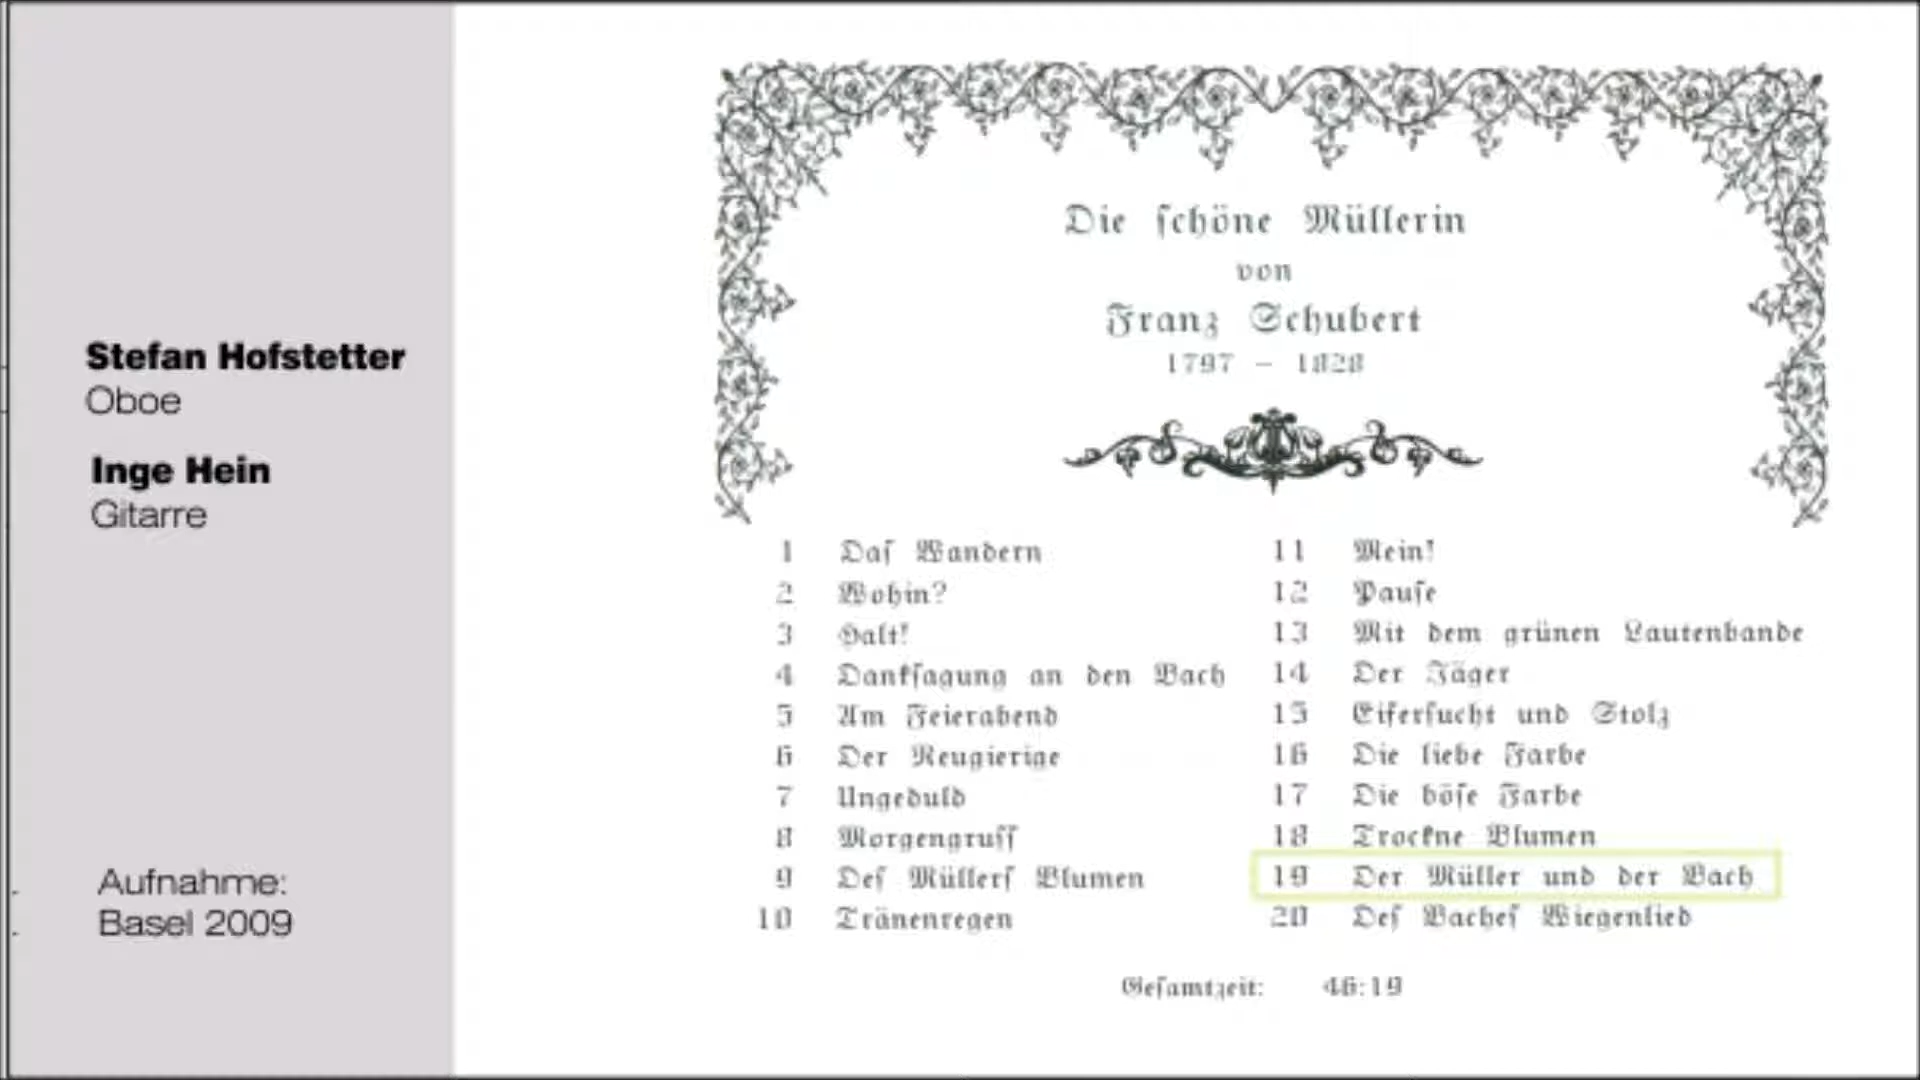 Stefan Hofstetter
Oboe
Inge Hein
Gitarre
Aufnahme:
Basel 2009
Die ſchöne Müllerin
von
Franz Schubert
1797 – 1828
1 Daſ Wandern
2 Wohin?
3 Halt!
4 Dankſagung an den Bach
5 Am Feierabend
6 Der Neugierige
7 Ungeduld
8 Morgengruſſ
9 Deſ Müllerſ Blumen
10 Tränenregen
11 Mein!
12 Pauſe
13 Mit dem grünen Lautenbande
14 Der Jäger
15 Eiferſucht und Stolz
16 Die liebe Farbe
17 Die böſe Farbe
18 Trockne Blumen
19 Der Müller und der Bach
20 Deſ Bacheſ Wiegenlied
Geſamtzeit: 46:19